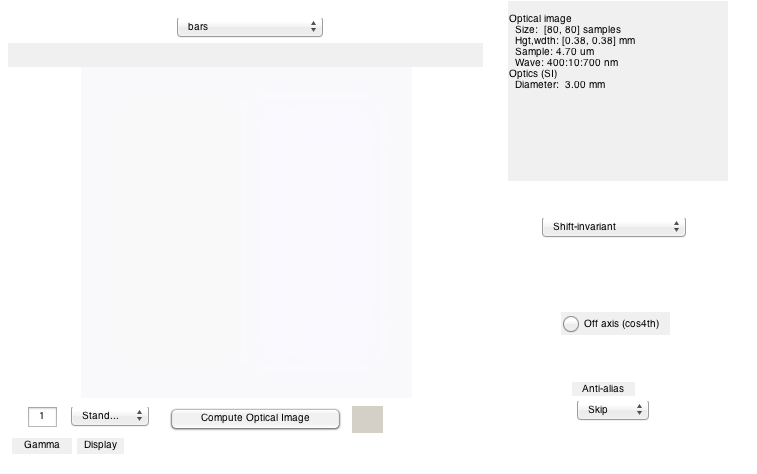 bars
Optical image
Size: [80, 80] samples
Hgt,wdth: [0.38, 0.38] mm
Sample: 4.70 um
Wave: 400:10:700 nm
Optics (SI)
Diameter: 3.00 mm
Shift-invariant
Off axis (cos4th)
Anti-alias
Skip
1
Stand...
Compute Optical Image
Gamma
Display